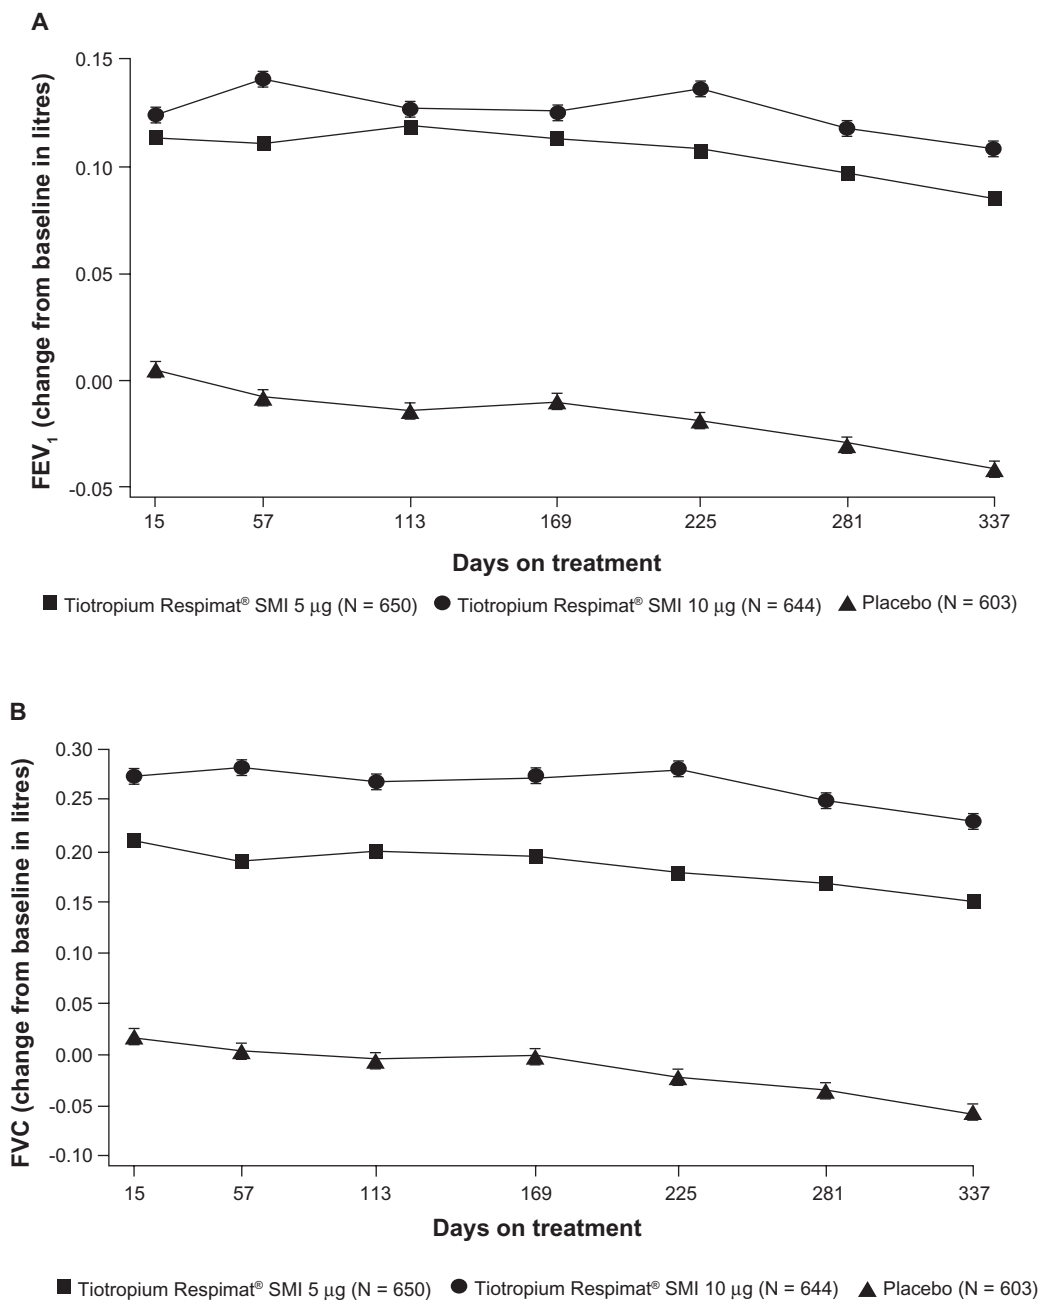 A
0.15
0.10
0.05
0.00
-0.05
FEV1 (change from baseline in litres)
15 57 113 169 225 281 337
Days on treatment
Tiotropium Respimat® SMI 5 μg (N = 650) Tiotropium Respimat® SMI 10 μg (N = 644) Placebo (N = 603)
B
0.30
0.25
0.20
0.15
0.10
0.05
0.00
-0.05
-0.10
FVC (change from baseline in litres)
15 57 113 169 225 281 337
Days on treatment
Tiotropium Respimat® SMI 5 μg (N = 650) Tiotropium Respimat® SMI 10 μg (N = 644) Placebo (N = 603)